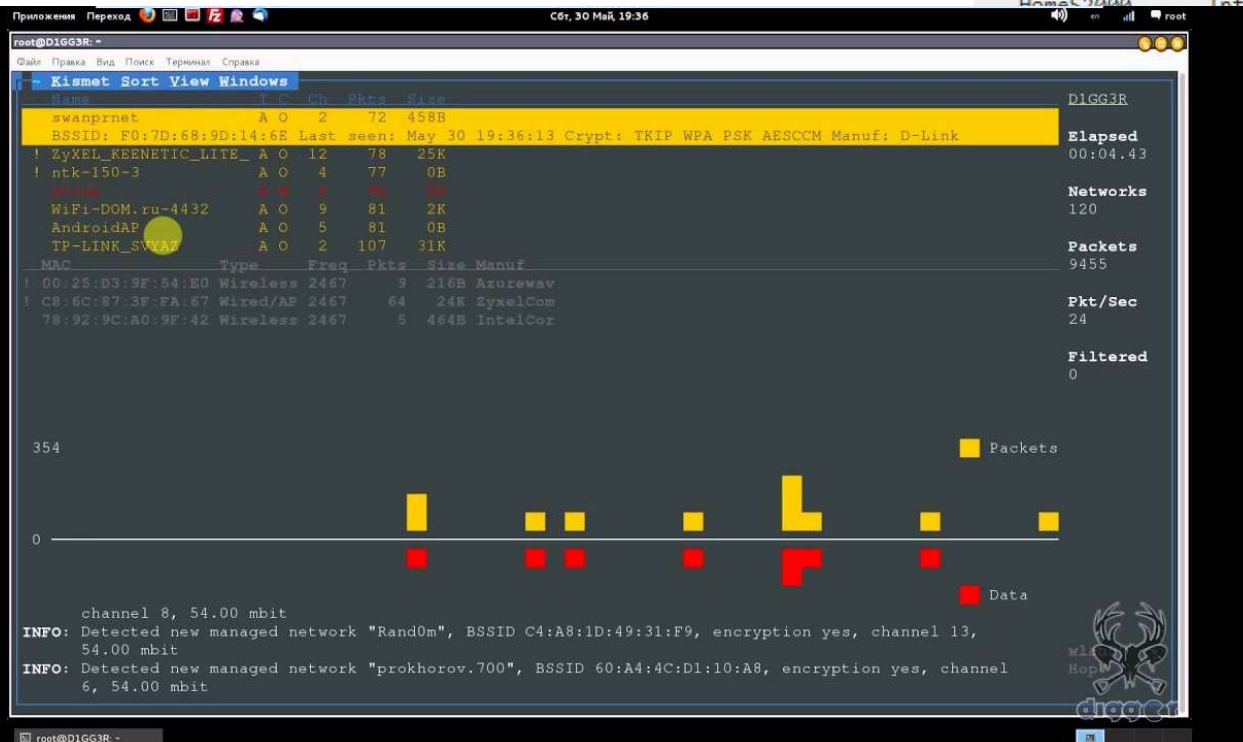 Приложения Переход Сбт, 30 Май, 19:36 en root
root@D1GG3R: ~
Файл Правка Вид Поиск Терминал Справка
~ Kismet Sort View Windows
Name T C Ch Pkts Size
swanprnet A O 2 72 458B
BSSID: F0:7D:68:9D:14:6E Last seen: May 30 19:36:13 Crypt: TKIP WPA PSK AESCCM Manuf: D-Link
! ZyXEL_KEENETIC_LITE_ A O 12 78 25K
! ntk-150-3 A O 4 77 0B
WiFi-DOM.ru-4432 A O 9 81 2K
AndroidAP A O 5 81 0B
TP-LINK_SVYAZ A O 2 107 31K
MAC Type Freq Pkts Size Manuf
! 00:25:D3:9F:54:E0 Wireless 2467 9 216B Azurewav
! C8:6C:87:3F:FA:67 Wired/AP 2467 64 24K ZyxelCom
78:92:9C:A0:9F:42 Wireless 2467 5 464B IntelCor
D1GG3R
Elapsed
00:04.43
Networks
120
Packets
9455
Pkt/Sec
24
Filtered
0
354
Packets
0
Data
channel 8, 54.00 mbit
INFO: Detected new managed network "Rand0m", BSSID C4:A8:1D:49:31:F9, encryption yes, channel 13,
54.00 mbit
INFO: Detected new managed network "prokhorov.700", BSSID 60:A4:4C:D1:10:A8, encryption yes, channel
6, 54.00 mbit
digger
root@D1GG3R: ~